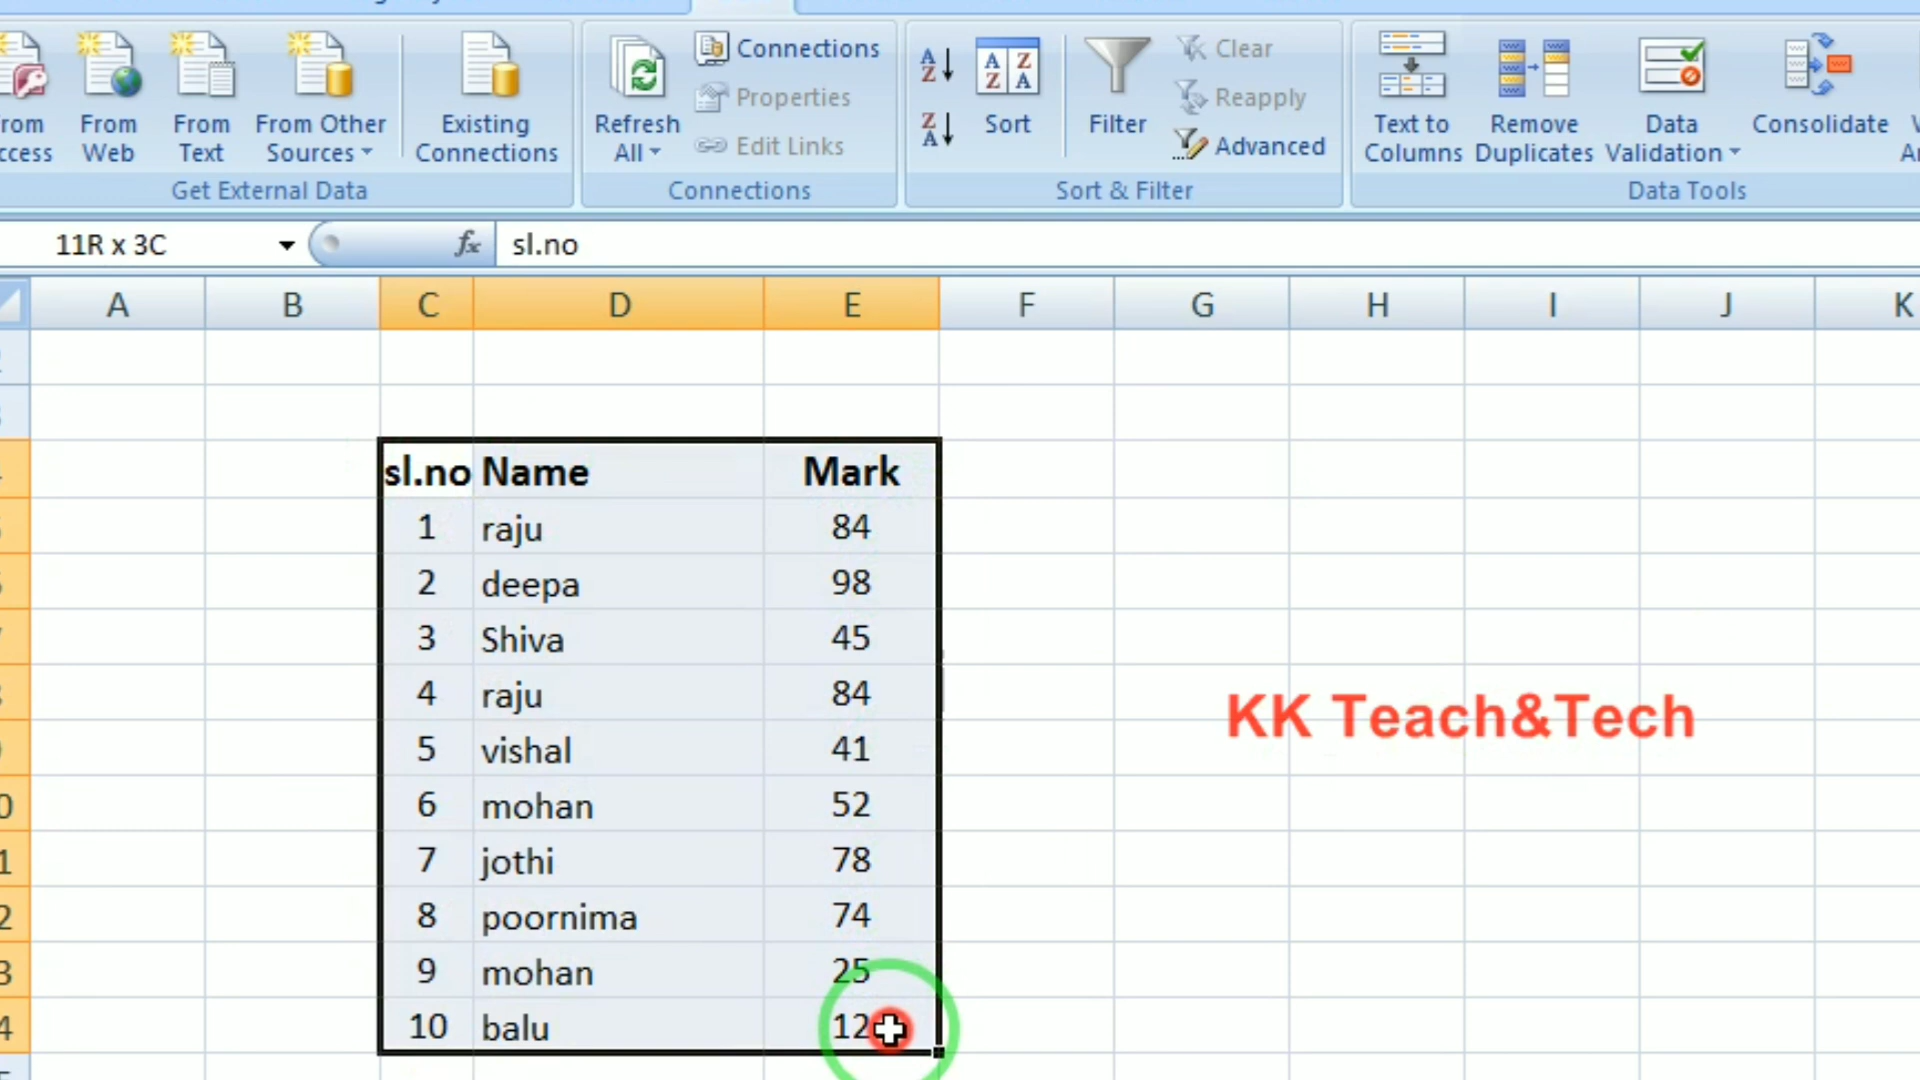 Connections
Properties
Edit Links
Clear
Reapply
Advanced
From Web
From Text
From Other Sources
Existing Connections
Refresh All
Sort
Filter
Text to Columns
Remove Duplicates
Data Validation
Consolidate
Get External Data
Connections
Sort & Filter
Data Tools
11R x 3C
fx
sl.no
A B C D E F G H I J K
sl.no Name Mark
1 raju 84
2 deepa 98
3 Shiva 45
4 raju 84
5 vishal 41
6 mohan 52
7 jothi 78
8 poornima 74
9 mohan 25
10 balu 12
KK Teach&Tech